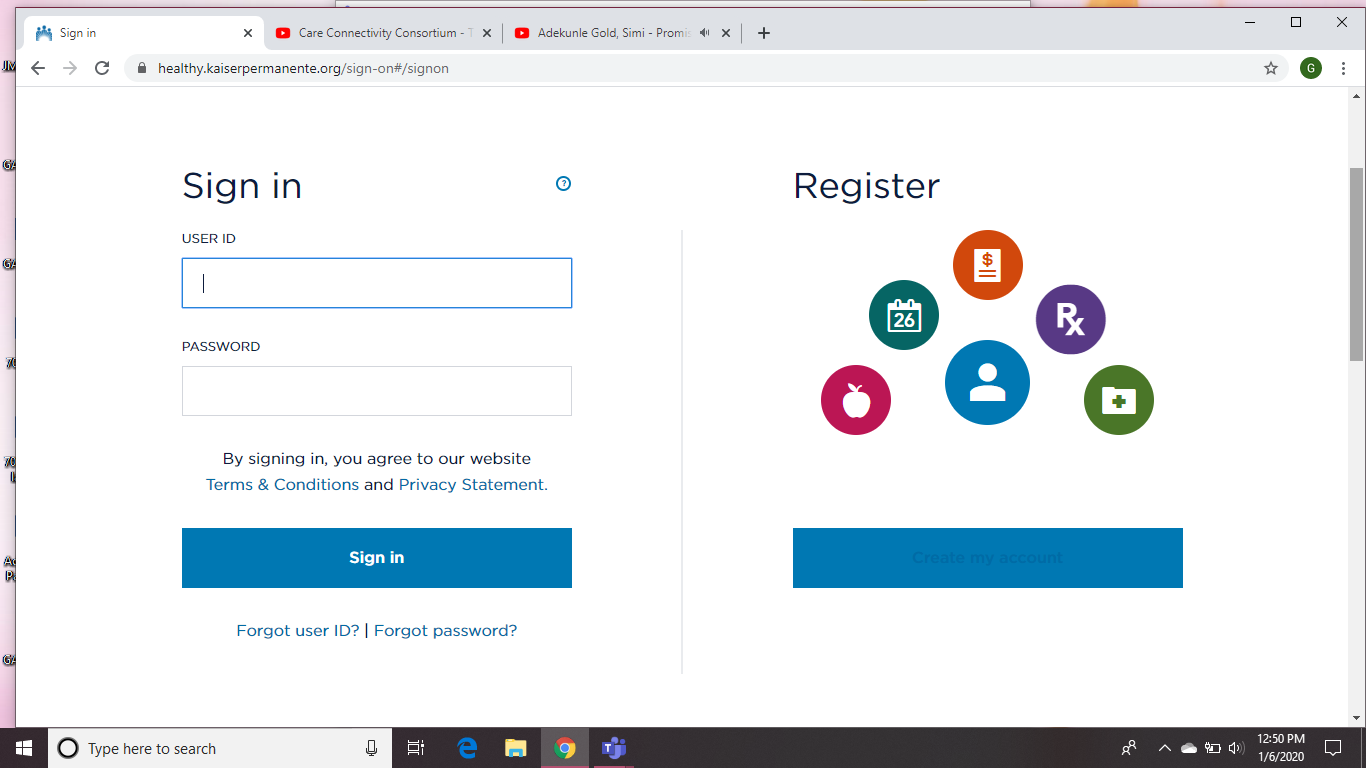 Sign in
Care Connectivity Consortium - T
Adekunle Gold, Simi - Promis
healthy.kaiserpermanente.org/sign-on#/signon
G
Sign in
?
Register
USER ID
$
26
Rx
PASSWORD
By signing in, you agree to our website
Terms & Conditions and Privacy Statement.
Sign in
Create my account
Forgot user ID? | Forgot password?
Type here to search
12:50 PM
1/6/2020